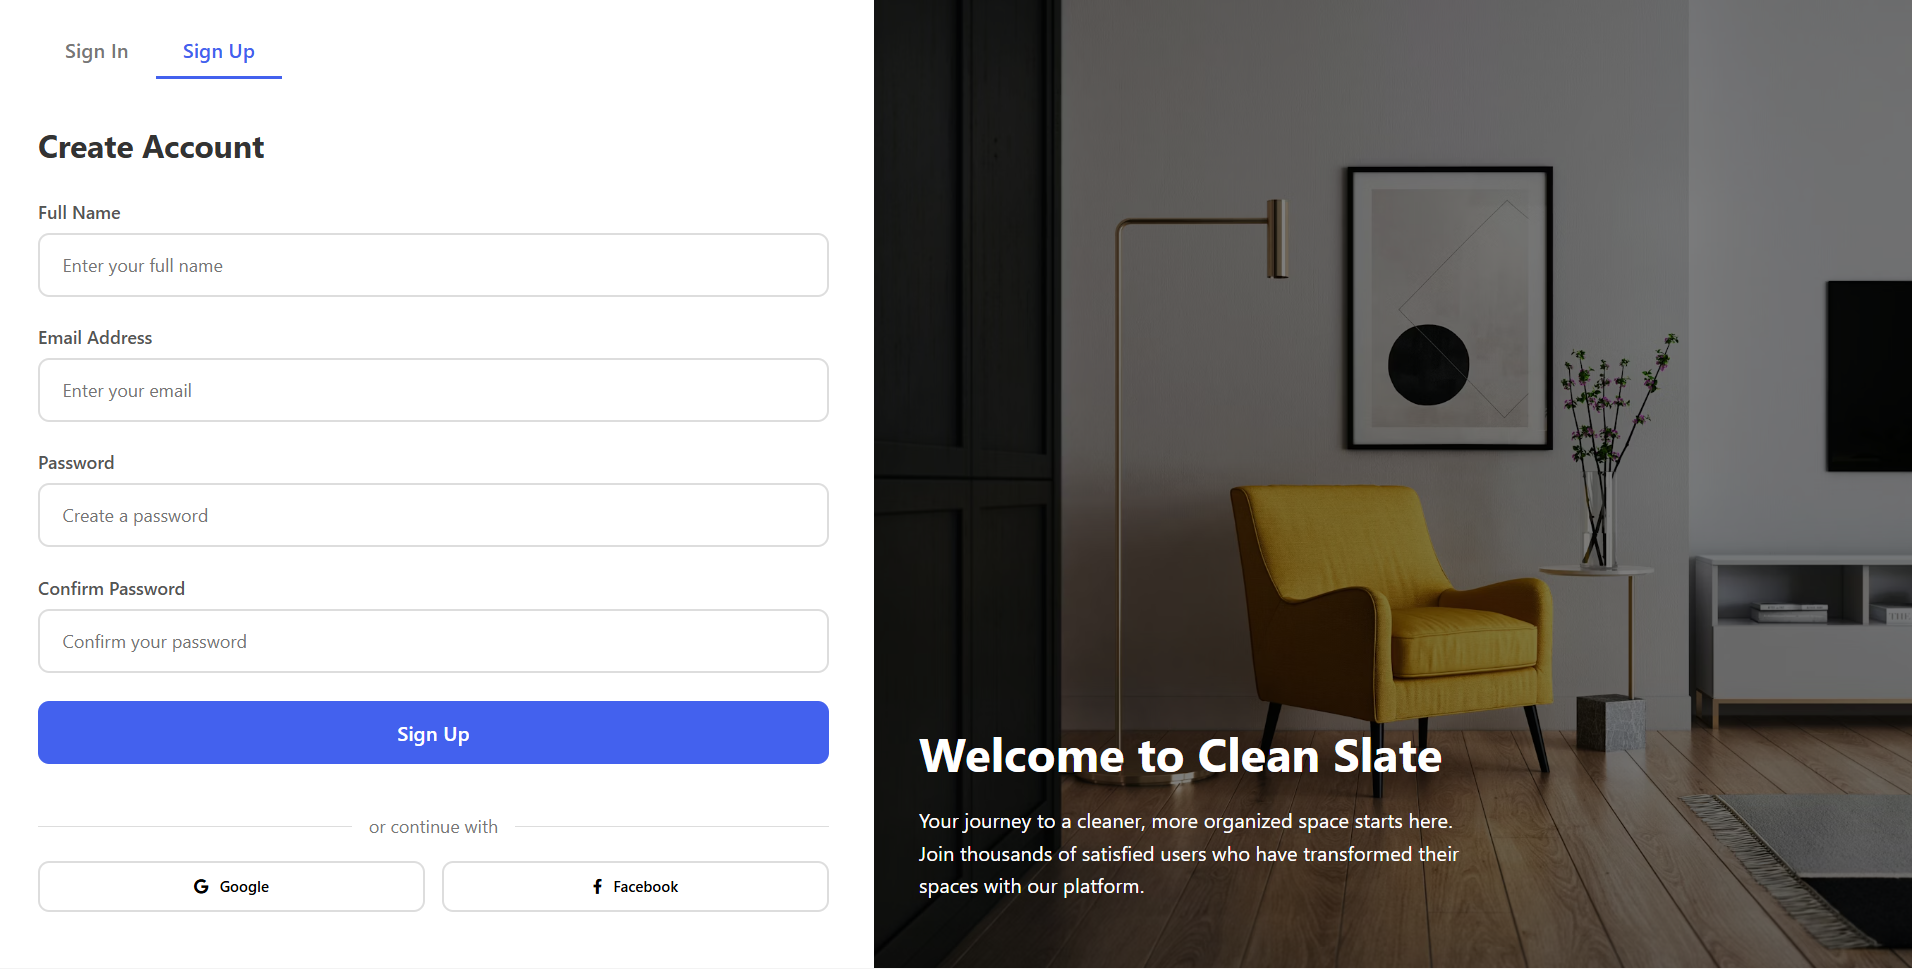 Sign In
Sign Up
Create Account
Full Name
Enter your full name
Email Address
Enter your email
Password
Create a password
Confirm Password
Confirm your password
Sign Up
or continue with
Google
Facebook
Welcome to Clean Slate
Your journey to a cleaner, more organized space starts here.
Join thousands of satisfied users who have transformed their
spaces with our platform.